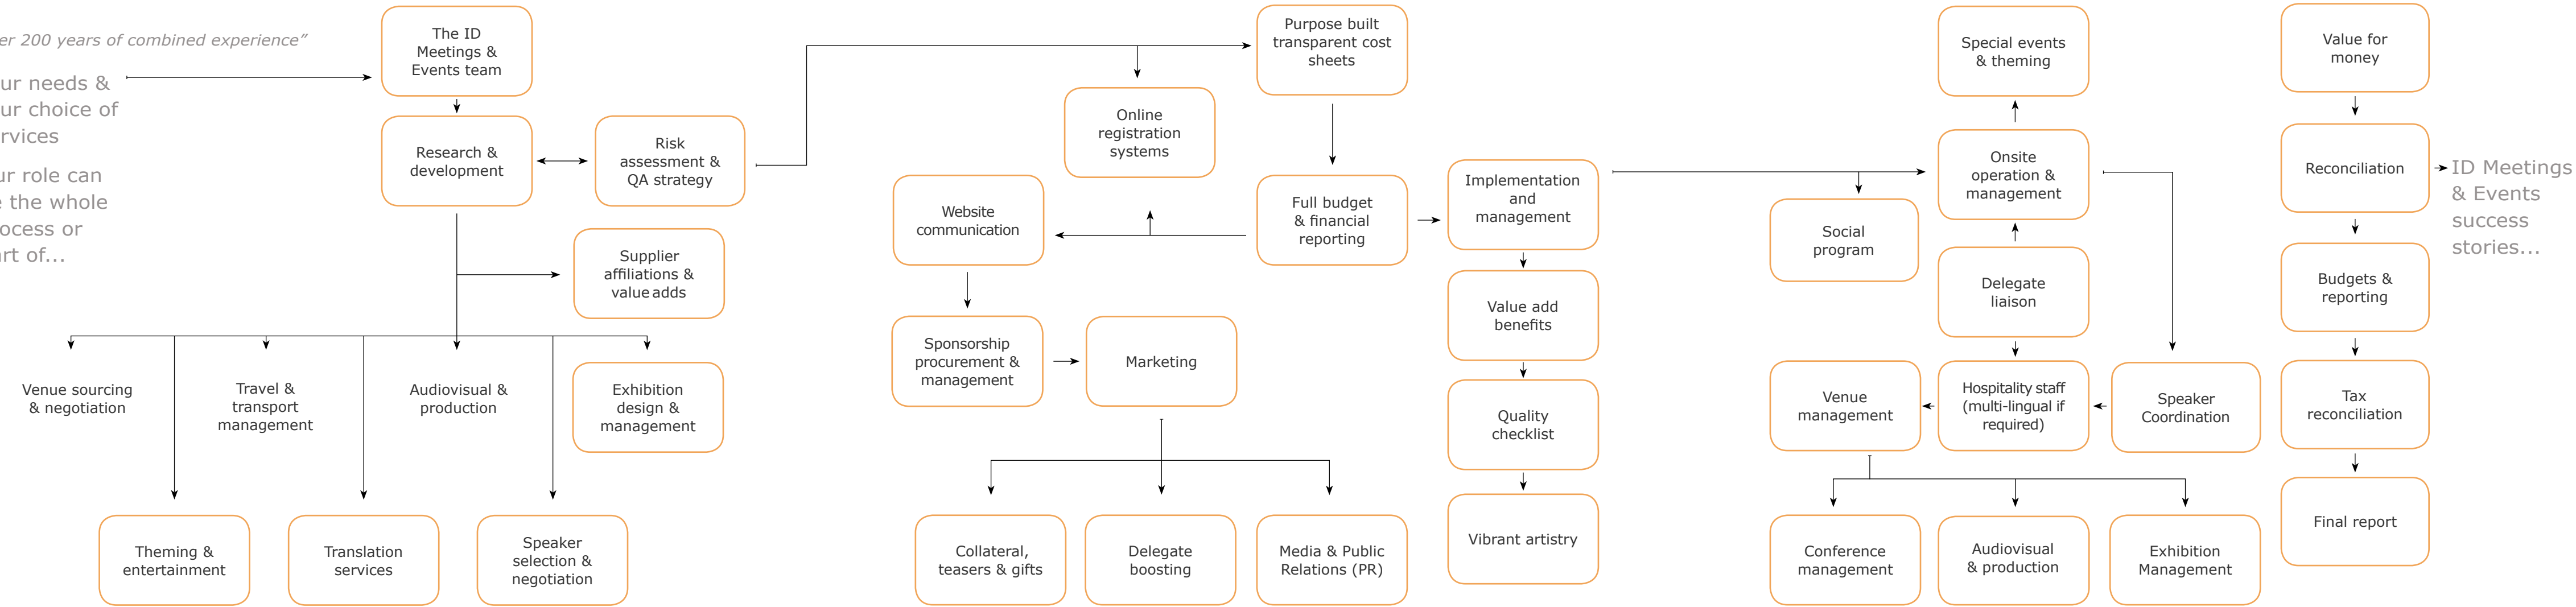 er 200 years of combined experience”
ur needs &
ur choice of
rvices
ur role can
e the whole
ocess or
art of...
The ID
Meetings &
Events team
Research &
development
Risk
assessment &
QA strategy
Supplier
affiliations &
value adds
Venue sourcing
& negotiation
Travel &
transport
management
Audiovisual &
production
Exhibition
design &
management
Theming &
entertainment
Translation
services
Speaker
selection &
negotiation
Purpose built
transparent cost
sheets
Online
registration
systems
Website
communication
Full budget
& financial
reporting
Sponsorship
procurement &
management
Marketing
Collateral,
teasers & gifts
Delegate
boosting
Media & Public
Relations (PR)
Implementation
and
management
Value add
benefits
Quality
checklist
Vibrant artistry
Special events
& theming
Onsite
operation &
management
Social
program
Delegate
liaison
Venue
management
Hospitality staff
(multi-lingual if
required)
Speaker
Coordination
Conference
management
Audiovisual
& production
Exhibition
Management
Value for
money
Reconciliation
Budgets &
reporting
Tax
reconciliation
Final report
ID Meetings
& Events
success
stories...